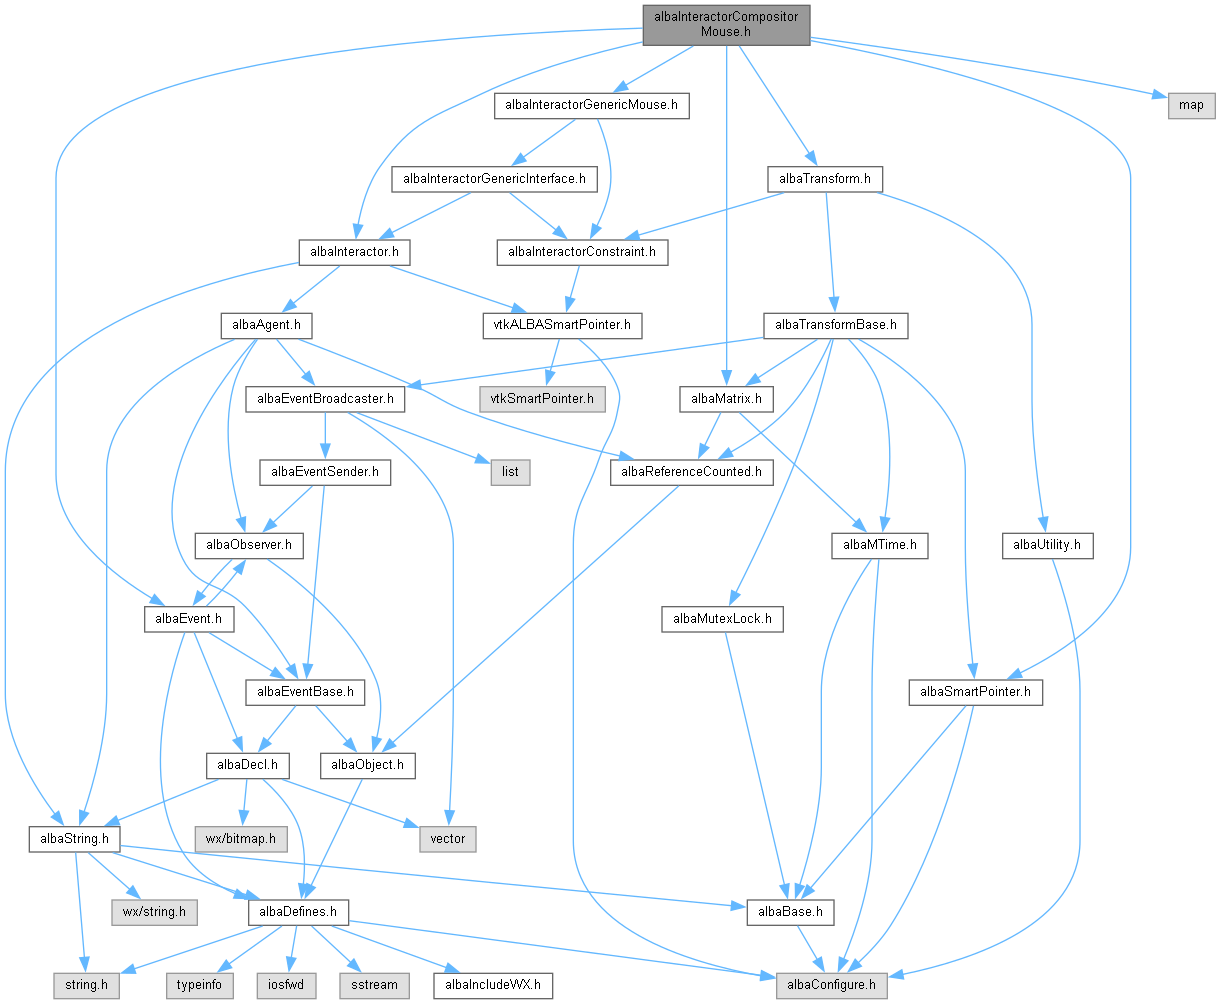 albaInteractorCompositor
Mouse.h
albaInteractorGenericMouse.h
map
albaInteractorGenericInterface.h
albaTransform.h
albaInteractor.h
albaInteractorConstraint.h
albaAgent.h
vtkALBASmartPointer.h
albaTransformBase.h
albaEventBroadcaster.h
vtkSmartPointer.h
albaMatrix.h
albaEventSender.h
list
albaReferenceCounted.h
albaObserver.h
albaMTime.h
albaUtility.h
albaEvent.h
albaMutexLock.h
albaEventBase.h
albaSmartPointer.h
albaDecl.h
albaObject.h
albaString.h
wx/bitmap.h
vector
wx/string.h
albaDefines.h
albaBase.h
string.h
typeinfo
iosfwd
sstream
albaIncludeWX.h
albaConfigure.h